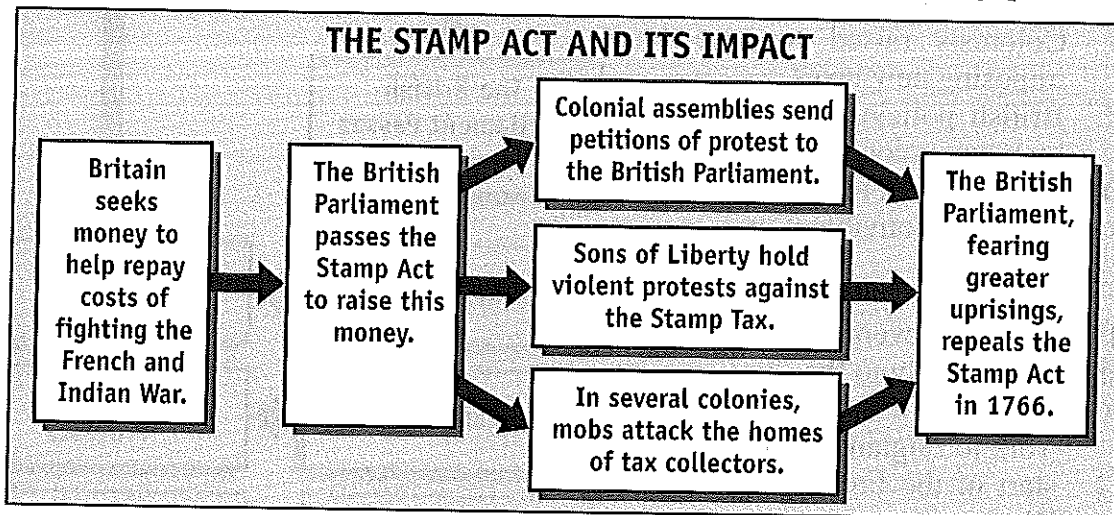 THE STAMP ACT AND ITS IMPACT
Britain
seeks
money to
help repay
costs of
fighting the
French and
Indian War.
The British
Parliament
passes the
Stamp Act
to raise this
money.
Colonial assemblies send
petitions of protest to
the British Parliament.
Sons of Liberty hold
violent protests against
the Stamp Tax.
In several colonies,
mobs attack the homes
of tax collectors.
The British
Parliament,
fearing
greater
uprisings,
repeals the
Stamp Act
in 1766.